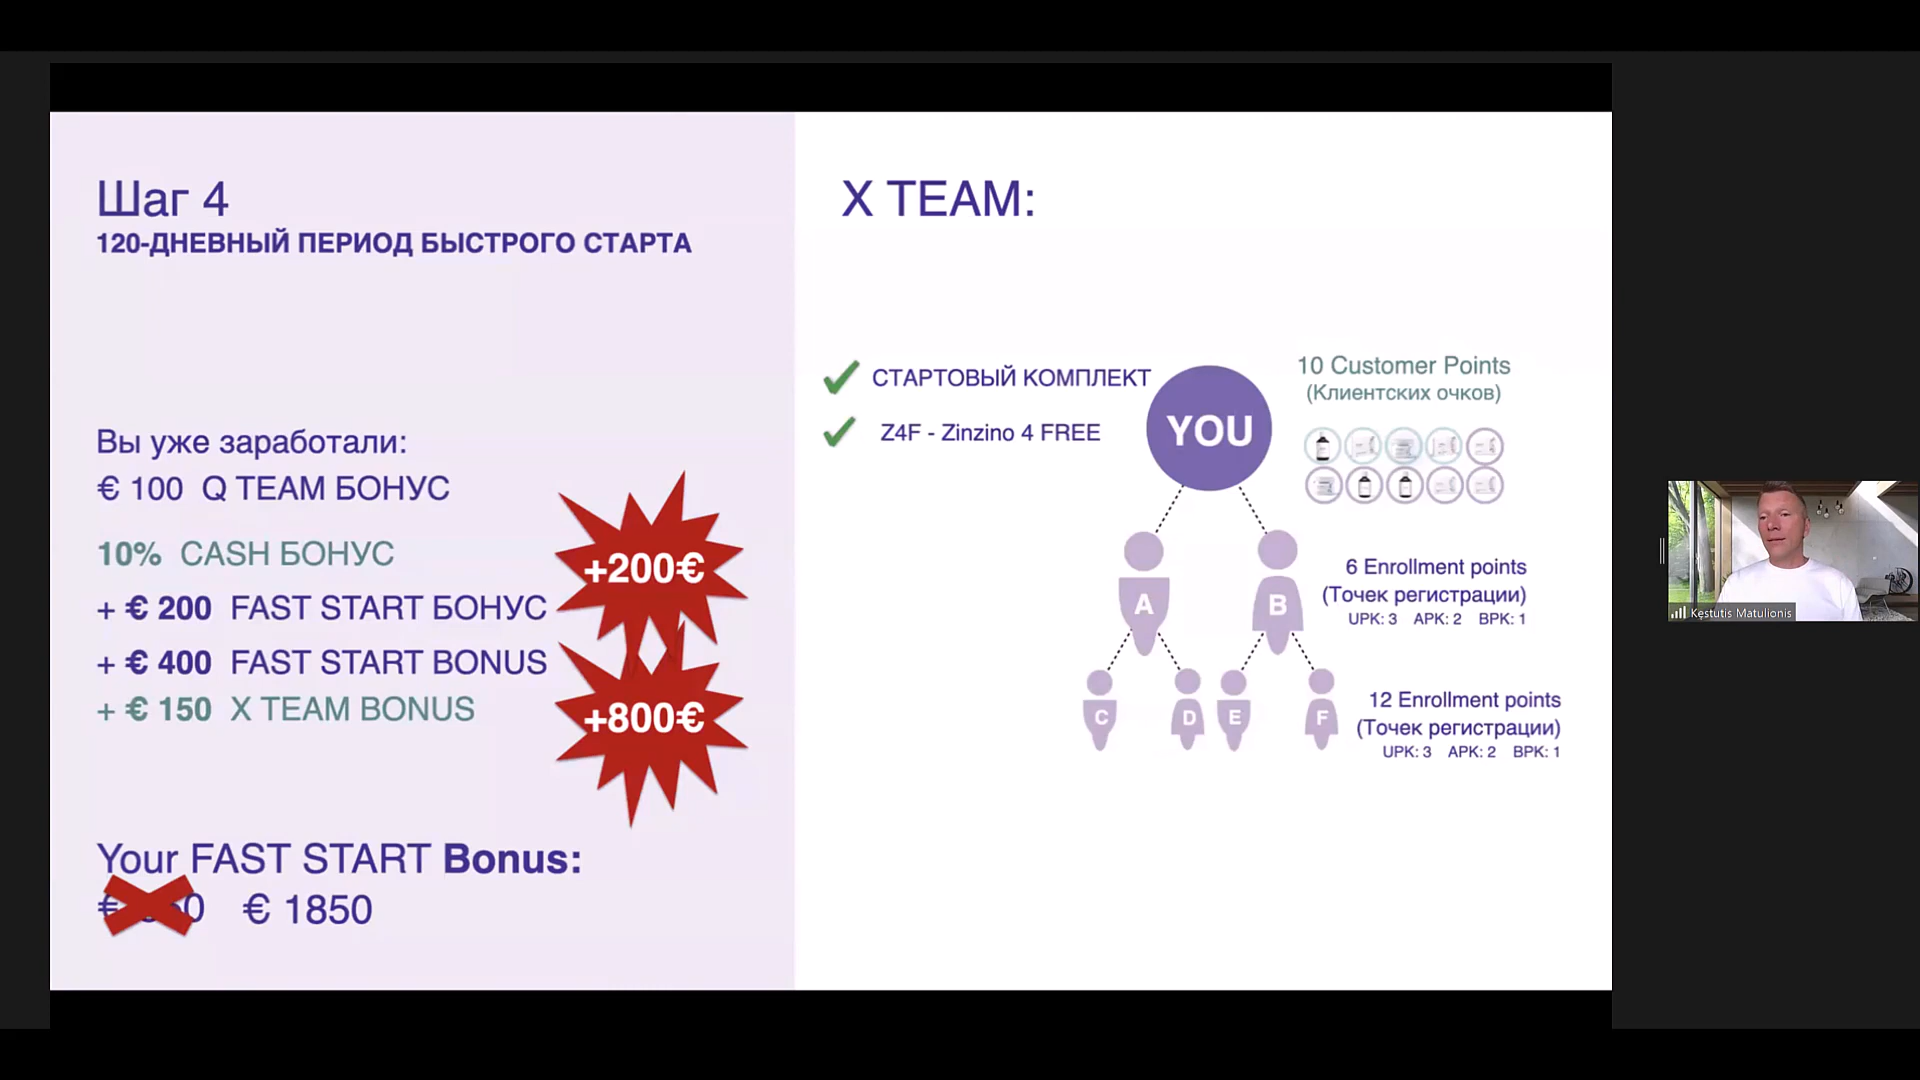 Шаг 4
120-ДНЕВНЫЙ ПЕРИОД БЫСТРОГО СТАРТА
Вы уже заработали:
€ 100 Q TEAM БОНУС
10% CASH БОНУС
+ € 200 FAST START БОНУС
+200€
+ € 400 FAST START BONUS
+ € 150 X TEAM BONUS
+800€
Your FAST START Bonus:
€ 1850
X TEAM:
СТАРТОВЫЙ КОМПЛЕКТ
Z4F - Zinzino 4 FREE
YOU
10 Customer Points
(Клиентских очков)
A
B
6 Enrollment points
(Точек регистрации)
UPK: 3 APK: 2 BPK: 1
C
D
E
F
12 Enrollment points
(Точек регистрации)
UPK: 3 APK: 2 BPK: 1
Kęstutis Matulionis